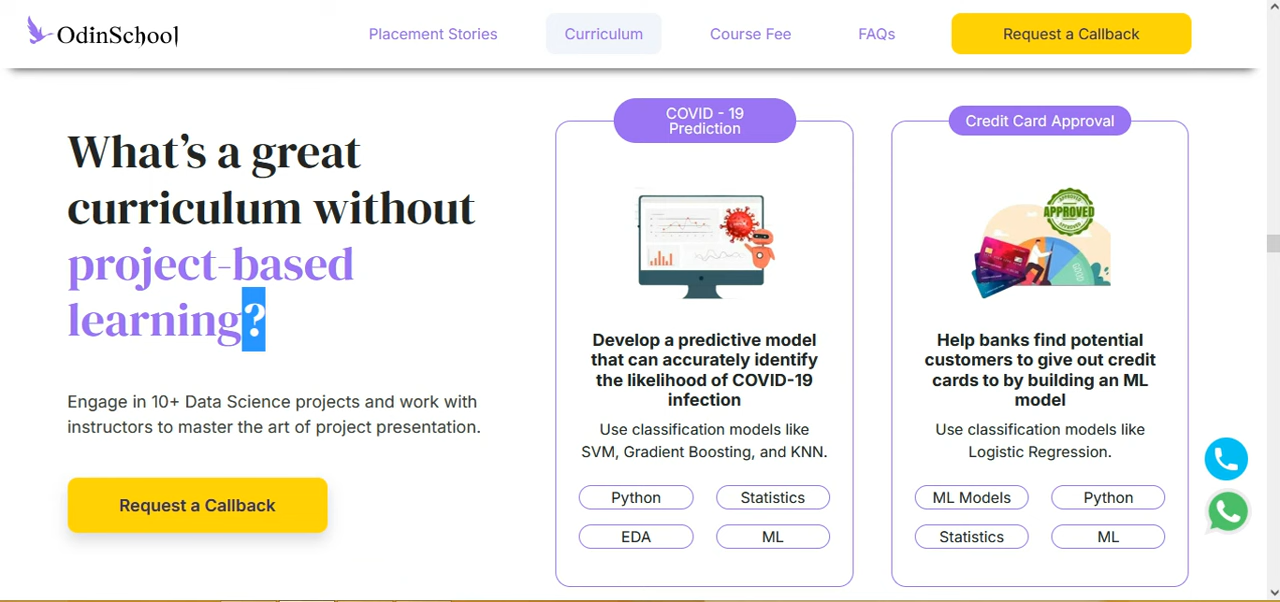 OdinSchool
Placement Stories
Curriculum
Course Fee
FAQs
Request a Callback
What's a great
curriculum without
project-based
learning?
Engage in 10+ Data Science projects and work with
instructors to master the art of project presentation.
Request a Callback
COVID - 19
Prediction
Develop a predictive model
that can accurately identify
the likelihood of COVID-19
infection
Use classification models like
SVM, Gradient Boosting, and KNN.
Python
Statistics
EDA
ML
Credit Card Approval
APPROVED
GOOD
Help banks find potential
customers to give out credit
cards to by building an ML
model
Use classification models like
Logistic Regression.
ML Models
Python
Statistics
ML